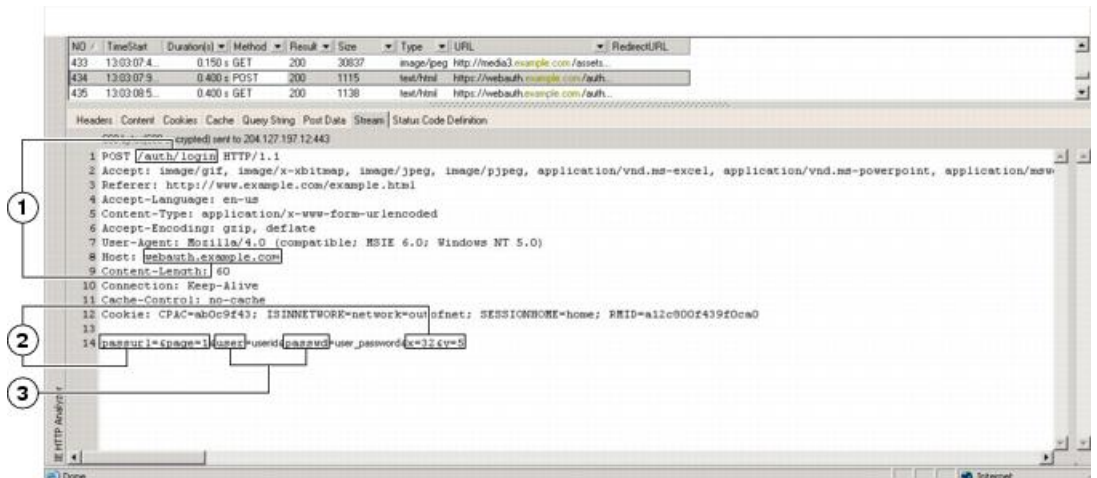 NO TimeStart Duration(s) Method Result Size Type URL RedirectURL
433 13:03:07:4... 0.150 s GET 200 30837 image/jpeg http://media3.example.com/assets...
434 13:03:07:9... 0.400 s POST 200 1115 text/html https://webauth.example.com/auth...
435 13:03:08:5... 0.400 s GET 200 1138 text/html https://webauth.example.com/auth...
Headers Content Cookies Cache Query String Post Data Stream Status Code Definition
crypted) sent to 204.127.197.12:443
1 POST /auth/login HTTP/1.1
2 Accept: image/gif, image/x-xbitmap, image/jpeg, image/pjpeg, application/vnd.ms-excel, application/vnd.ms-powerpoint, application/msw
3 Referer: http://www.example.com/example.html
4 Accept-Language: en-us
5 Content-Type: application/x-www-form-urlencoded
6 Accept-Encoding: gzip, deflate
7 User-Agent: Mozilla/4.0 (compatible; MSIE 6.0; Windows NT 5.0)
8 Host: webauth.example.com
9 Content-Length: 60
10 Connection: Keep-Alive
11 Cache-Control: no-cache
12 Cookie: CPAC=ab0c9f43; ISINNETWORK=network=outofnet; SESSIONHOME=home; RMID=a12c800f439f0ca0
13
14 passurl=&page=1&user=userid&passwd=user_password&x=32&y=5
1
2
3
IE HTTP Analyzer
Done
Internet